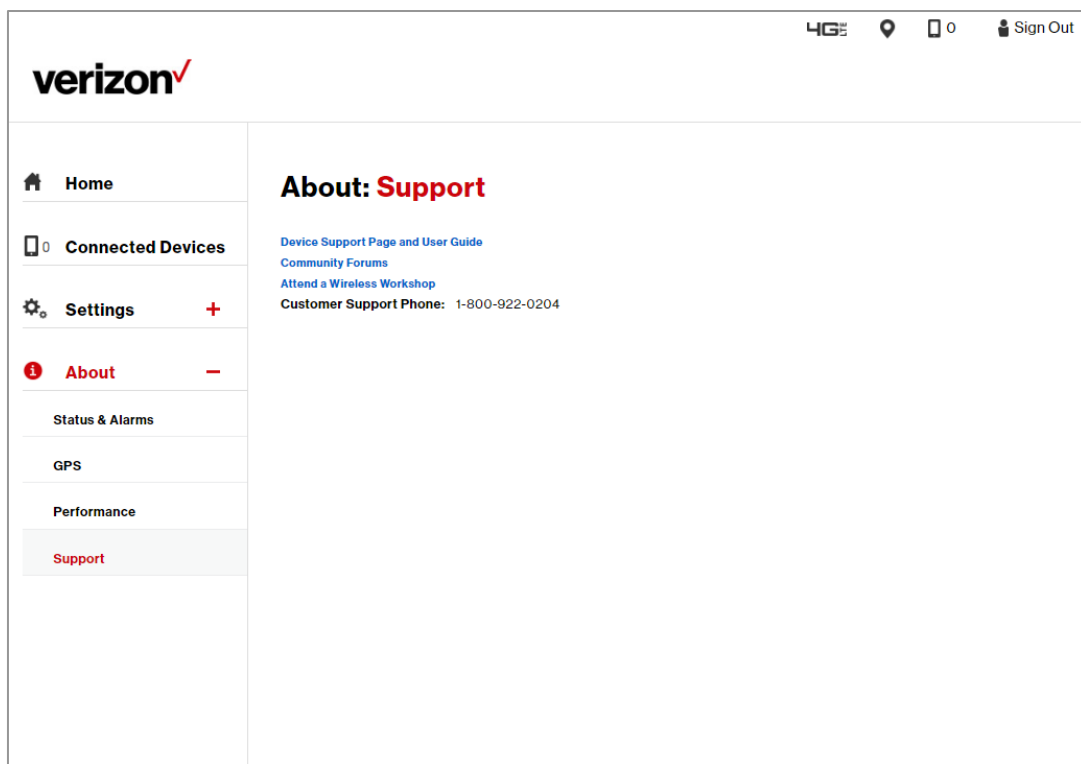 4G LTE 0 Sign Out
verizon
Home
0 Connected Devices
Settings +
About −
Status & Alarms
GPS
Performance
Support
About: Support
Device Support Page and User Guide
Community Forums
Attend a Wireless Workshop
Customer Support Phone: 1-800-922-0204